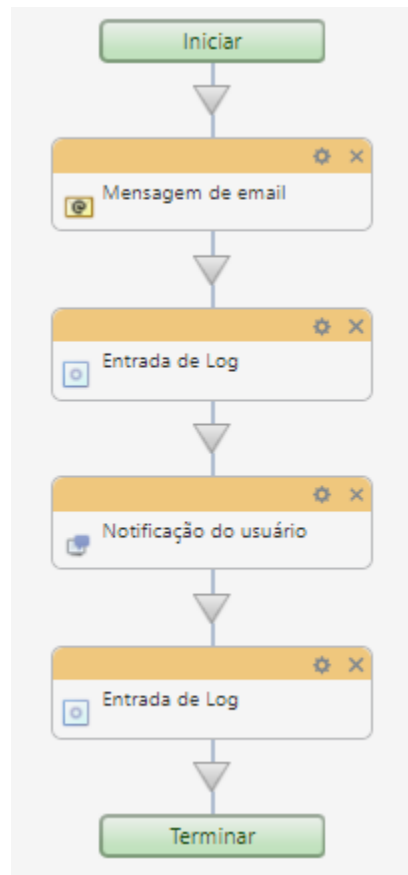 Iniciar
Mensagem de email
Entrada de Log
Notificação do usuário
Entrada de Log
Terminar